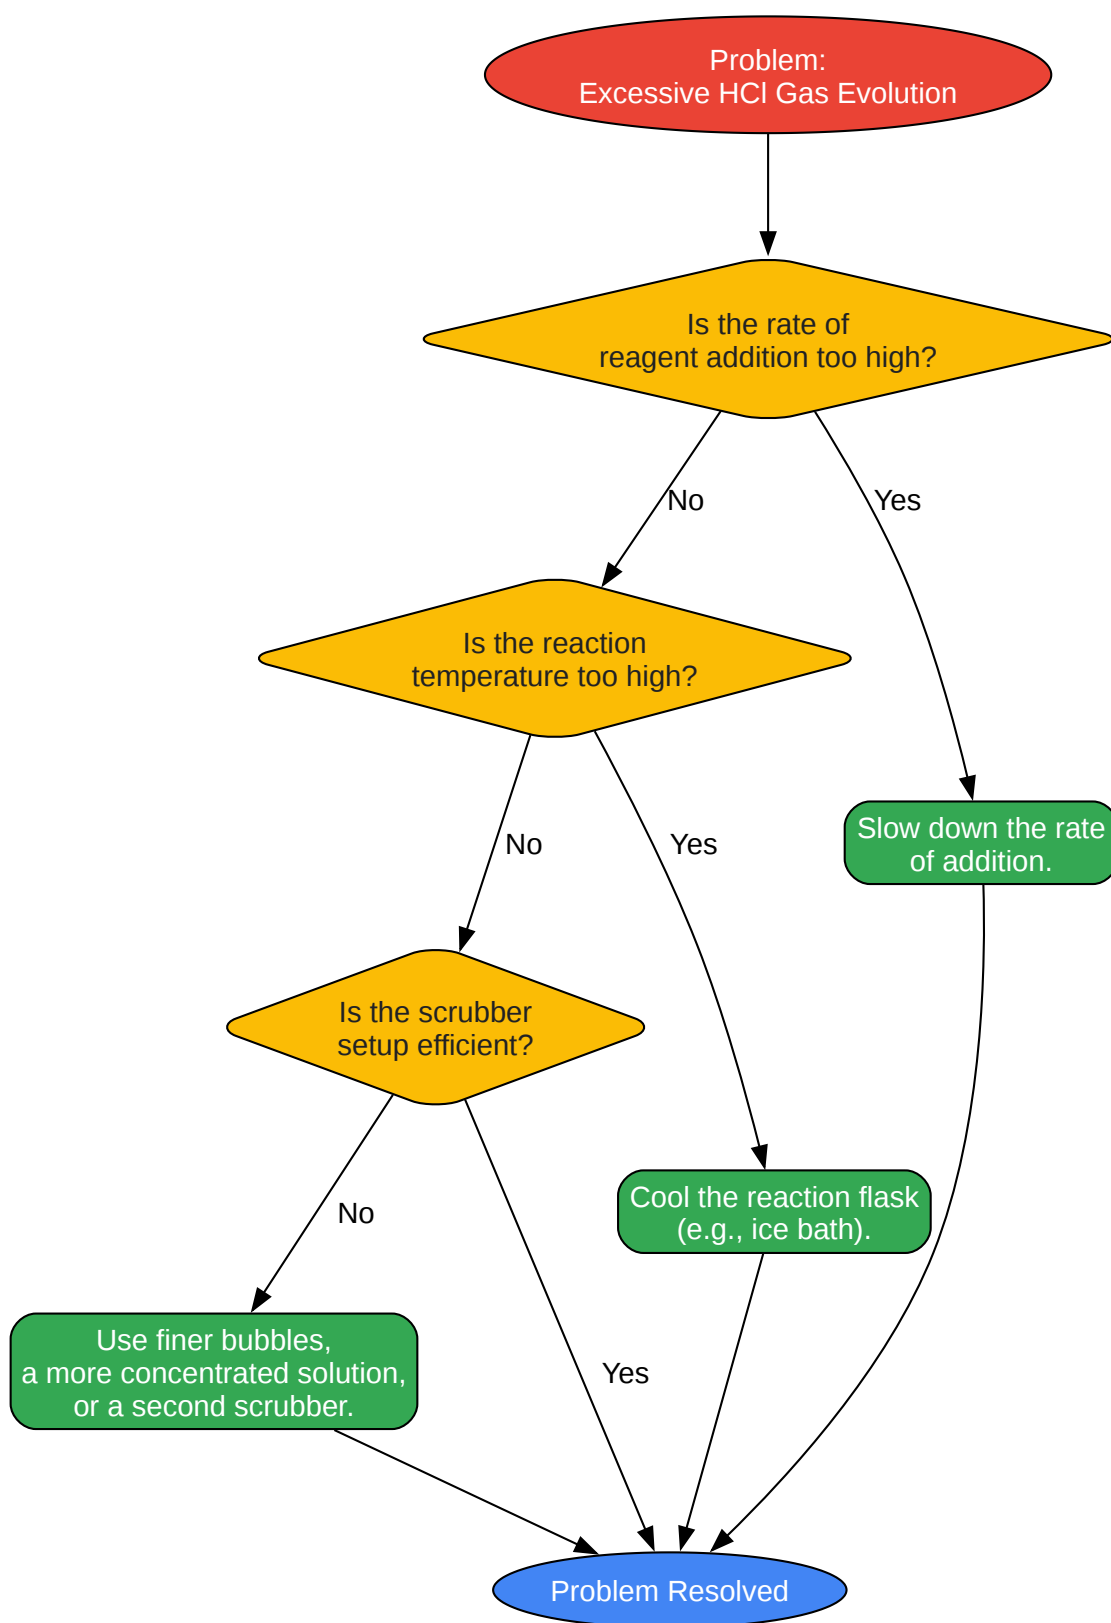 Problem:
Excessive HCl Gas Evolution
Is the rate of
reagent addition too high?
No
Yes
Is the reaction
temperature too high?
No
Yes
Slow down the rate
of addition.
Is the scrubber
setup efficient?
No
Yes
Cool the reaction flask
(e.g., ice bath).
Use finer bubbles,
a more concentrated solution,
or a second scrubber.
Problem Resolved